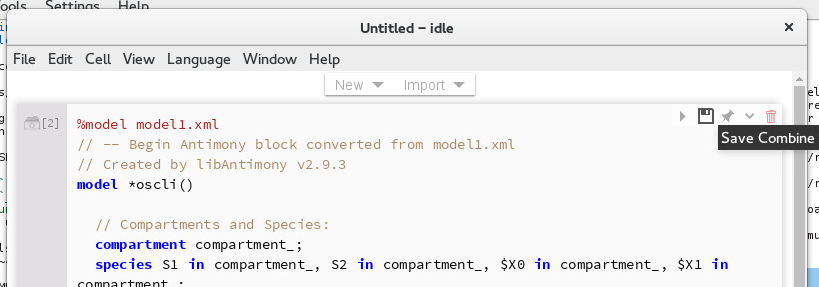 ools Settings Help
Untitled – idle
File Edit Cell View Language Window Help
New Import
[2]
%model model1.xml
// -- Begin Antimony block converted from model1.xml
Save Combine
// Created by libAntimony v2.9.3
model *oscli()
// Compartments and Species:
compartment compartment_;
species S1 in compartment_, S2 in compartment_, $X0 in compartment_, $X1 in
compartment_;